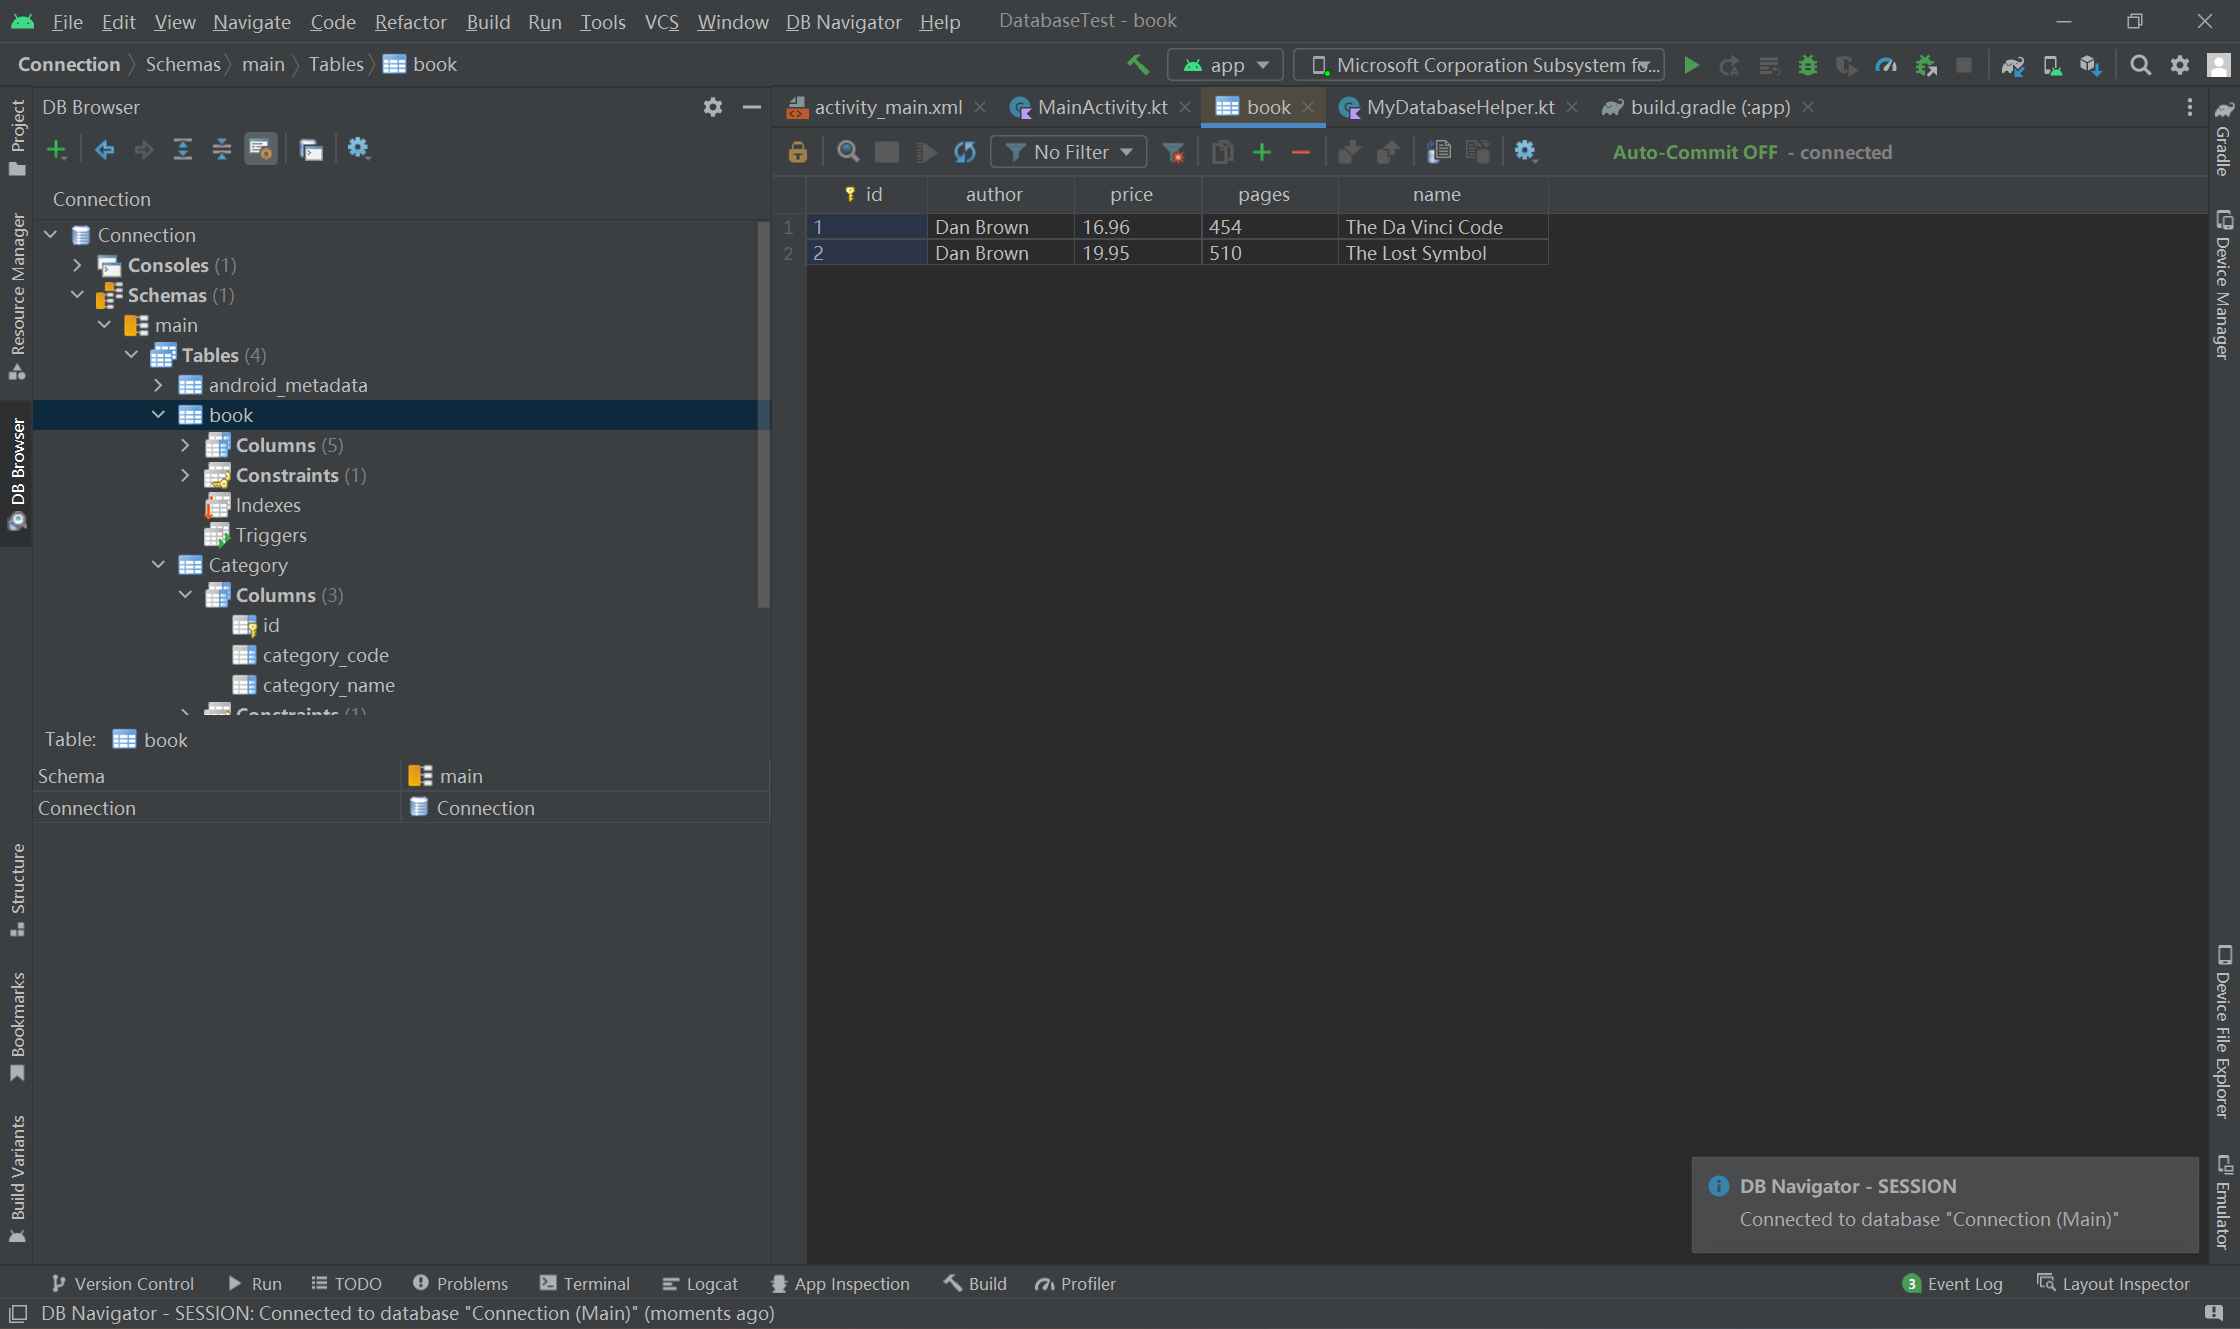 File Edit View Navigate Code Refactor Build Run Tools VCS Window DB Navigator Help DatabaseTest - book
Connection Schemas main Tables book app Microsoft Corporation Subsystem fo...
DB Browser
activity_main.xml MainActivity.kt book MyDatabaseHelper.kt build.gradle (:app)
No Filter Auto-Commit OFF - connected
Connection
Connection
Consoles (1)
Schemas (1)
main
Tables (4)
android_metadata
book
Columns (5)
Constraints (1)
Indexes
Triggers
Category
Columns (3)
id
category_code
category_name
Constraints (1)
Table: book
Schema main
Connection Connection
id author price pages name
1 1 Dan Brown 16.96 454 The Da Vinci Code
2 2 Dan Brown 19.95 510 The Lost Symbol
Project
Resource Manager
DB Browser
Structure
Bookmarks
Build Variants
Gradle
Device Manager
Device File Explorer
Emulator
DB Navigator - SESSION
Connected to database "Connection (Main)"
Version Control Run TODO Problems Terminal Logcat App Inspection Build Profiler 3 Event Log Layout Inspector
DB Navigator - SESSION: Connected to database "Connection (Main)" (moments ago)